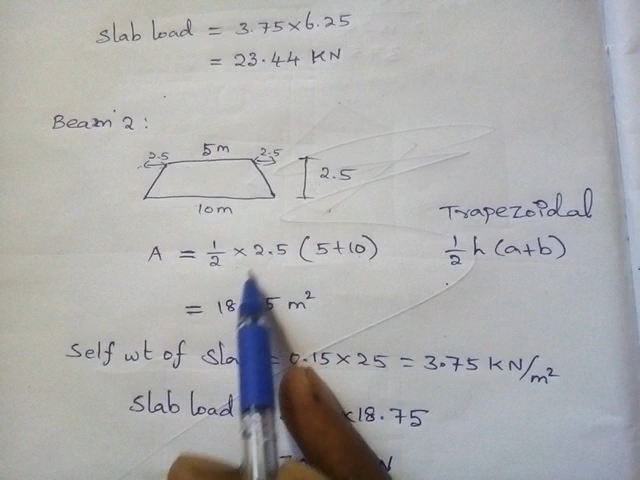 Slab load = 3.75×6.25
= 23.44 KN
Beam 2 :
2.5 5m 2.5
2.5
10m
Trapezoidal
A = 1/2 × 2.5 (5+10) 1/2 h (a+b)
= 18 5 m²
Self wt of Sla = 0.15×25 = 3.75 KN/m²
Slab load ×18.75
N